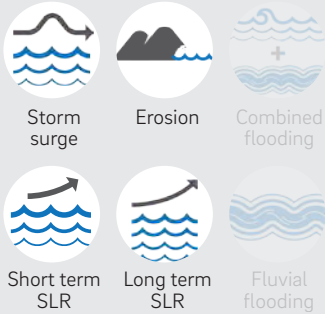 Storm
surge
Erosion
Combined
flooding
Short term
SLR
Long term
SLR
Fluvial
flooding